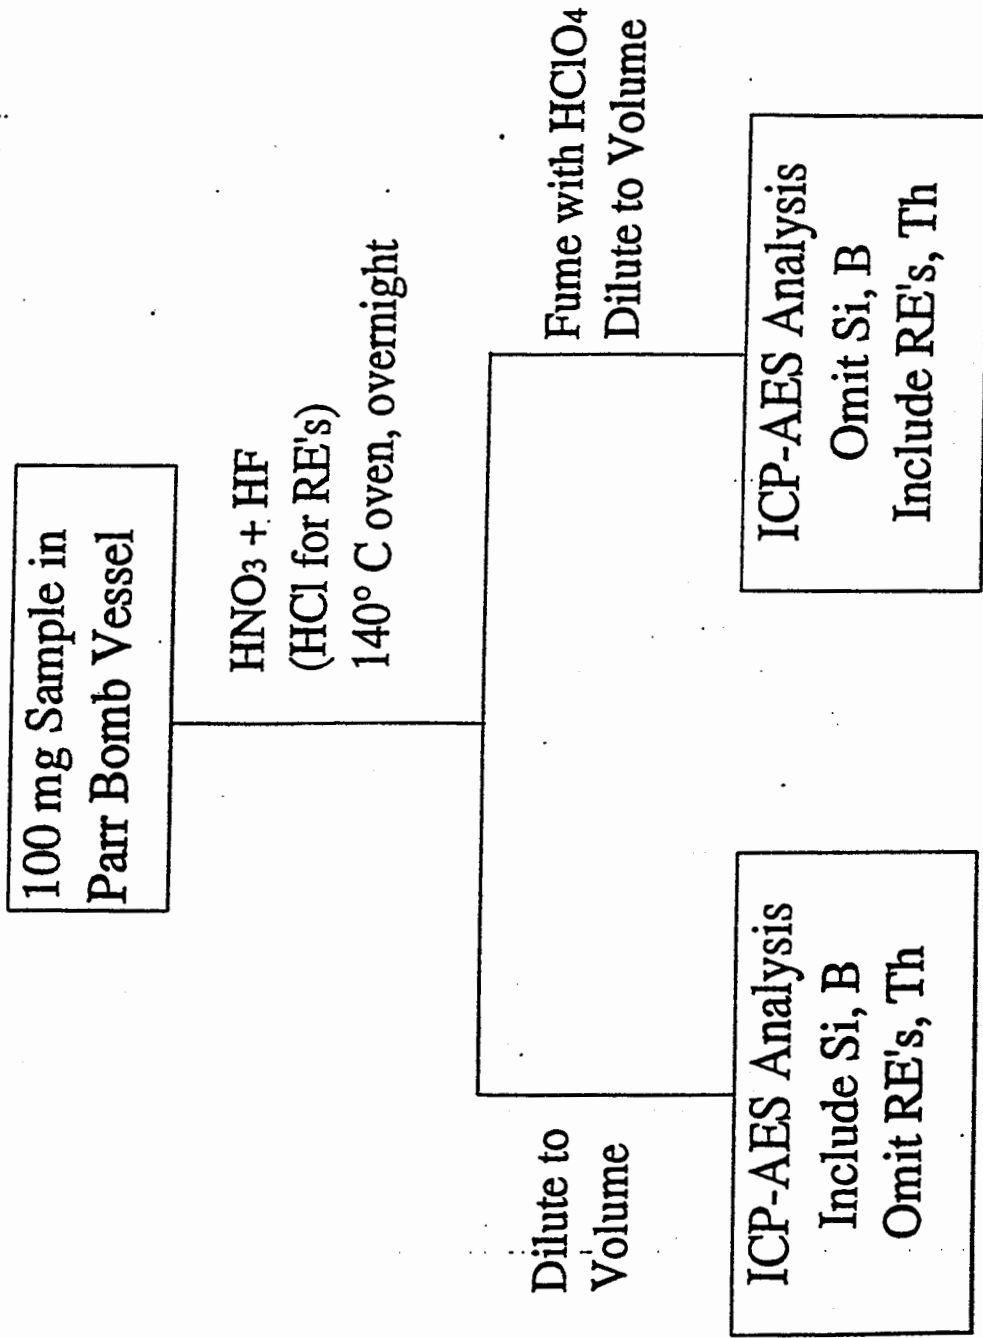 100 mg Sample in
Parr Bomb Vessel
HNO3 + HF
(HCl for RE's)
140° C oven, overnight
Dilute to
Volume
Fume with HClO4
Dilute to Volume
ICP-AES Analysis
Include Si, B
Omit RE's, Th
ICP-AES Analysis
Omit Si, B
Include RE's, Th